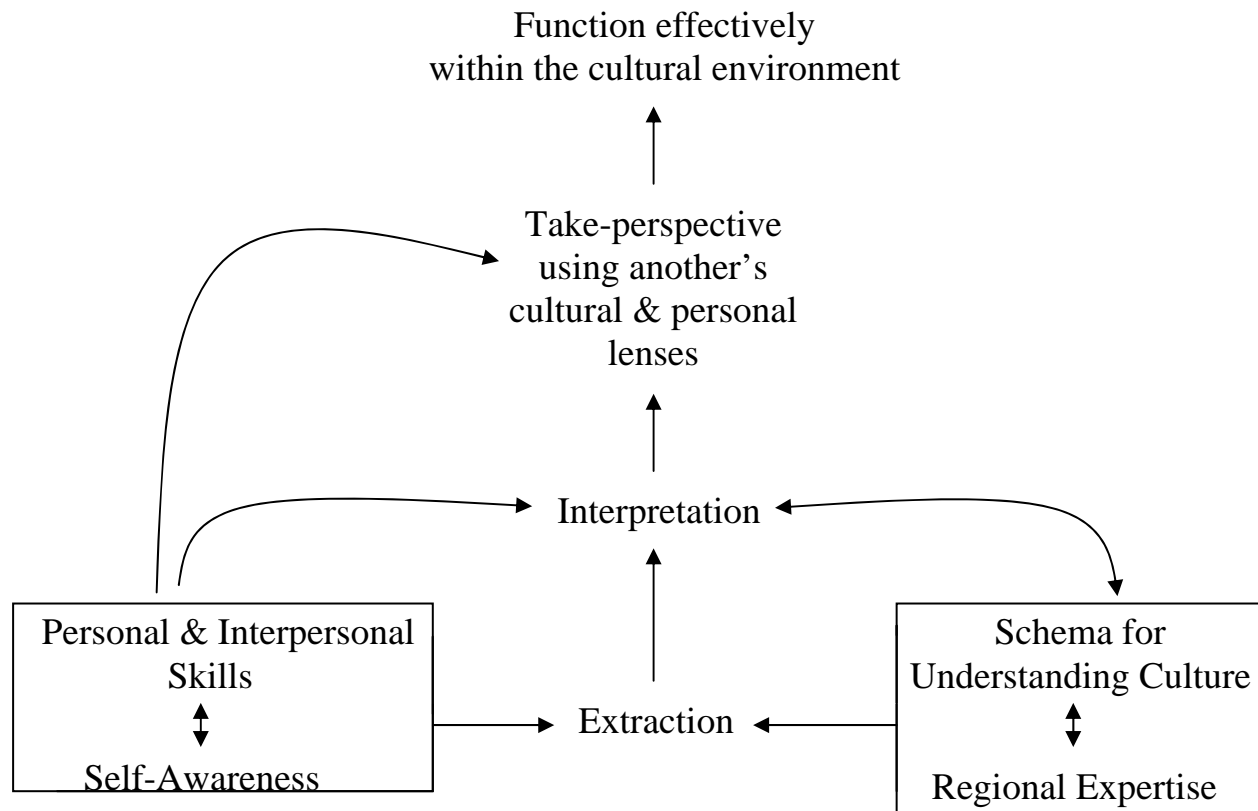 Function effectively
within the cultural environment
Take-perspective
using another’s
cultural & personal
lenses
Interpretation
Personal & Interpersonal
Skills
Self-Awareness
Extraction
Schema for
Understanding Culture
Regional Expertise